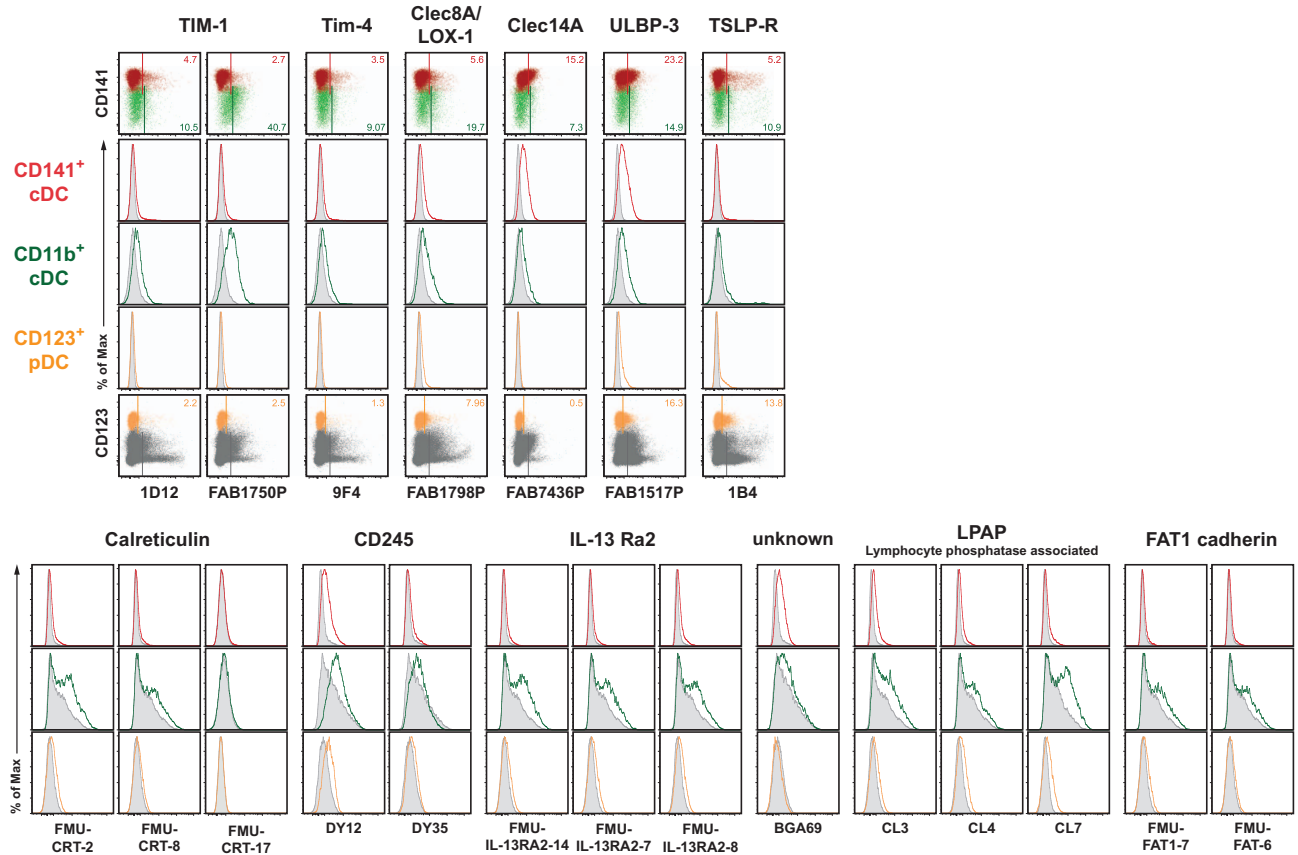 TIM-1
Tim-4
Clec8A/
LOX-1
Clec14A
ULBP-3
TSLP-R
CD141
4.7
2.7
3.5
5.6
15.2
23.2
5.2
10.5
40.7
9.07
19.7
7.3
14.9
10.9
CD141+
cDC
CD11b+
cDC
CD123+
pDC
% of Max
CD123
2.2
2.5
1.3
7.96
0.5
16.3
13.8
1D12
FAB1750P
9F4
FAB1798P
FAB7436P
FAB1517P
1B4
Calreticulin
CD245
IL-13 Ra2
unknown
LPAP
Lymphocyte phosphatase associated
FAT1 cadherin
% of Max
FMU-
CRT-2
FMU-
CRT-8
FMU-
CRT-17
DY12
DY35
FMU-
IL-13RA2-14
FMU-
IL-13RA2-7
FMU-
IL-13RA2-8
BGA69
CL3
CL4
CL7
FMU-
FAT1-7
FMU-
FAT-6